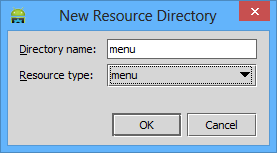 New Resource Directory
Directory name: menu
Resource type: menu
OK Cancel